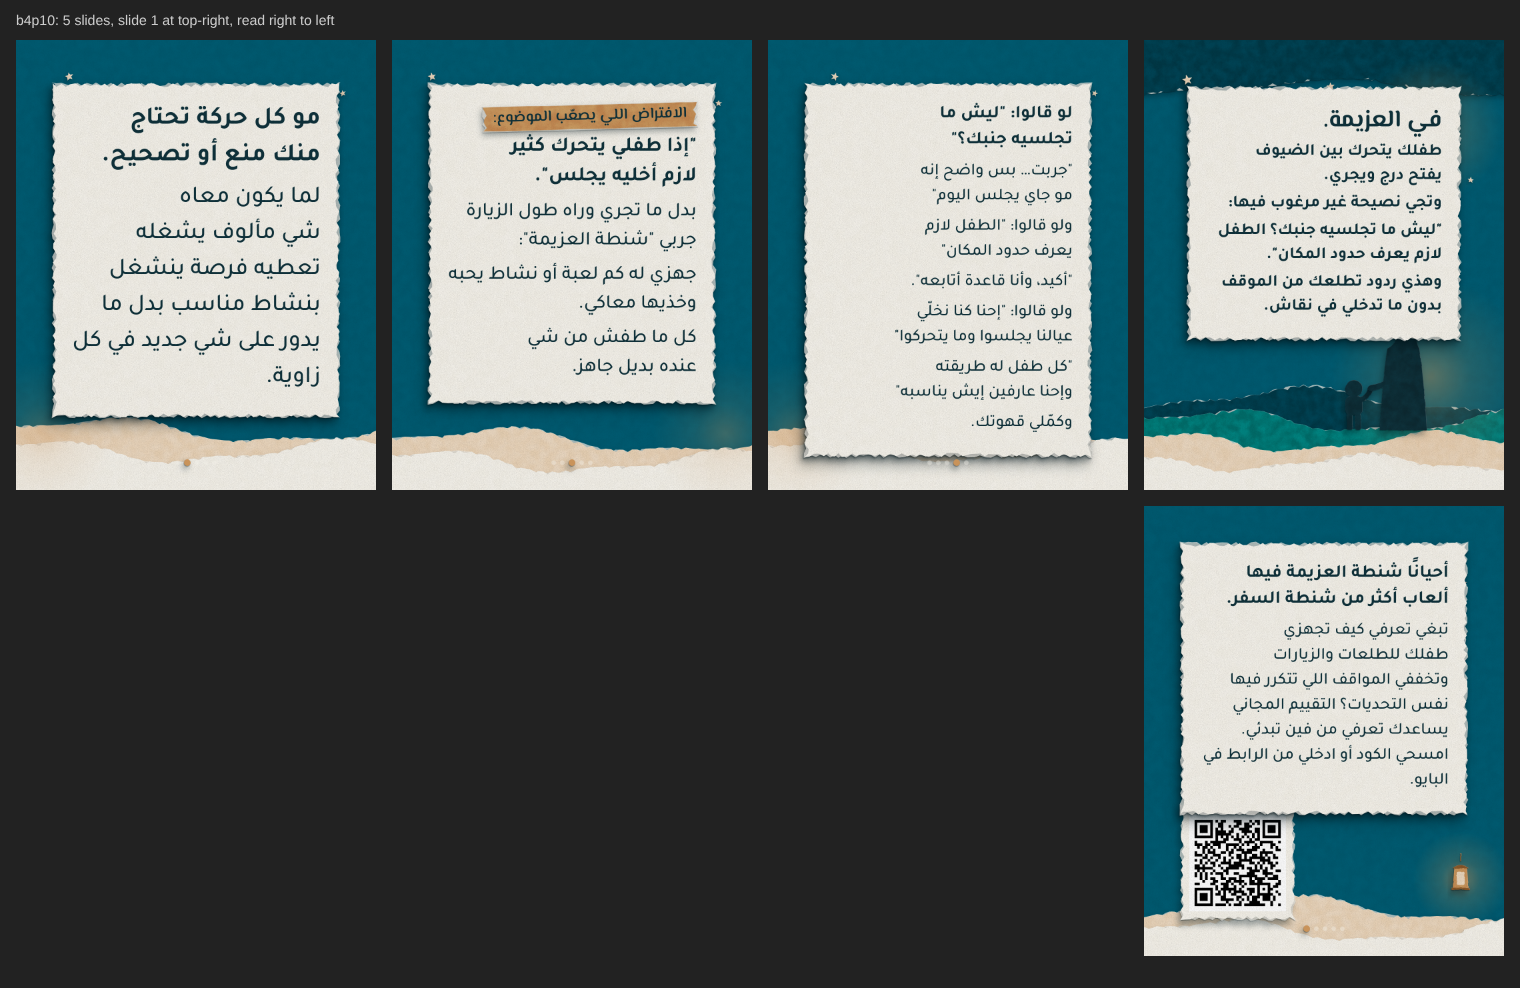 b4p10: 5 slides, slide 1 at top-right, read right to left
في العزيمة.
طفلك يتحرك بين الضيوف
يفتح درج ويجري.
وتجي نصيحة غير مرغوب فيها:
"ليش ما تجلسيه جنبك؟ الطفل
لازم يعرف حدود المكان".
وهذي ردود تطلعك من الموقف
بدون ما تدخلي في نقاش.
لو قالوا: "ليش ما
تجلسيه جنبك؟"
"جربت... بس واضح إنه
مو جاي يجلس اليوم"
ولو قالوا: "الطفل لازم
يعرف حدود المكان"
"أكيد، وأنا قاعدة أتابعه".
ولو قالوا: "إحنا كنا نخلّي
عيالنا يجلسوا وما يتحركوا"
"كل طفل له طريقته
وإحنا عارفين إيش يناسبه"
وكمّلي قهوتك.
الافتراض اللي يصعّب الموضوع:
"إذا طفلي يتحرك كثير
لازم أخليه يجلس".
بدل ما تجري وراه طول الزيارة
جربي "شنطة العزيمة":
جهزي له كم لعبة أو نشاط يحبه
وخذيها معاكي.
كل ما طفش من شي
عنده بديل جاهز.
مو كل حركة تحتاج
منك منع أو تصحيح.
لما يكون معاه
شي مألوف يشغله
تعطيه فرصة ينشغل
بنشاط مناسب بدل ما
يدور على شي جديد في كل
زاوية.
أحيانًا شنطة العزيمة فيها
ألعاب أكثر من شنطة السفر.
تبغي تعرفي كيف تجهزي
طفلك للطلعات والزيارات
وتخففي المواقف اللي تتكرر فيها
نفس التحديات؟ التقييم المجاني
يساعدك تعرفي من فين تبدئي.
امسحي الكود أو ادخلي من الرابط في
البايو.